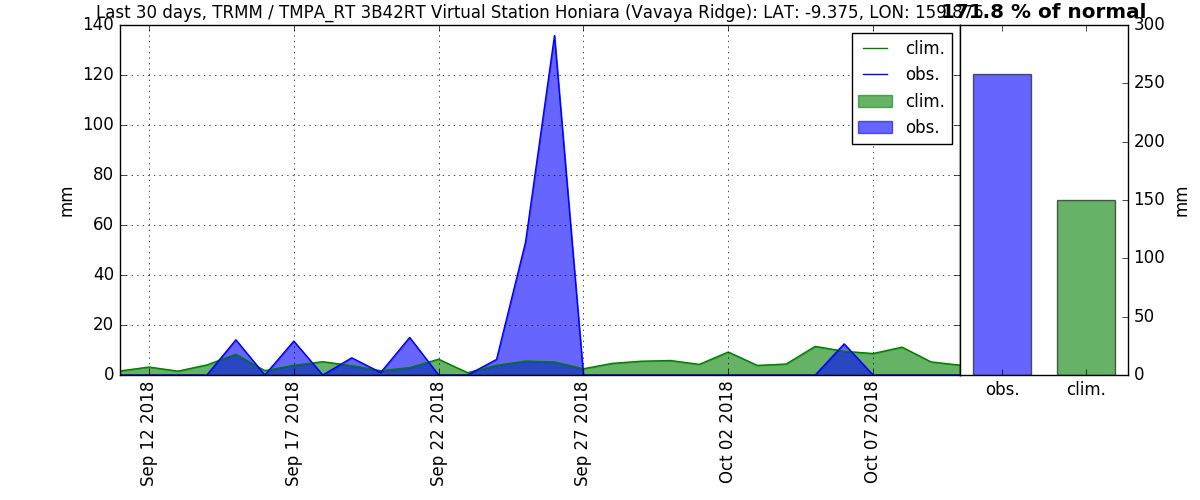 Last 30 days, TRMM / TMPA_RT 3B42RT Virtual Station Honiara (Vavaya Ridge): LAT: -9.375, LON:
171.8 % of normal
140
120
100
80
60
40
20
0
mm
clim.
obs.
clim.
obs.
Sep 12 2018
Sep 17 2018
Sep 22 2018
Sep 27 2018
Oct 02 2018
Oct 07 2018
300
250
200
150
100
50
0
mm
obs.
clim.